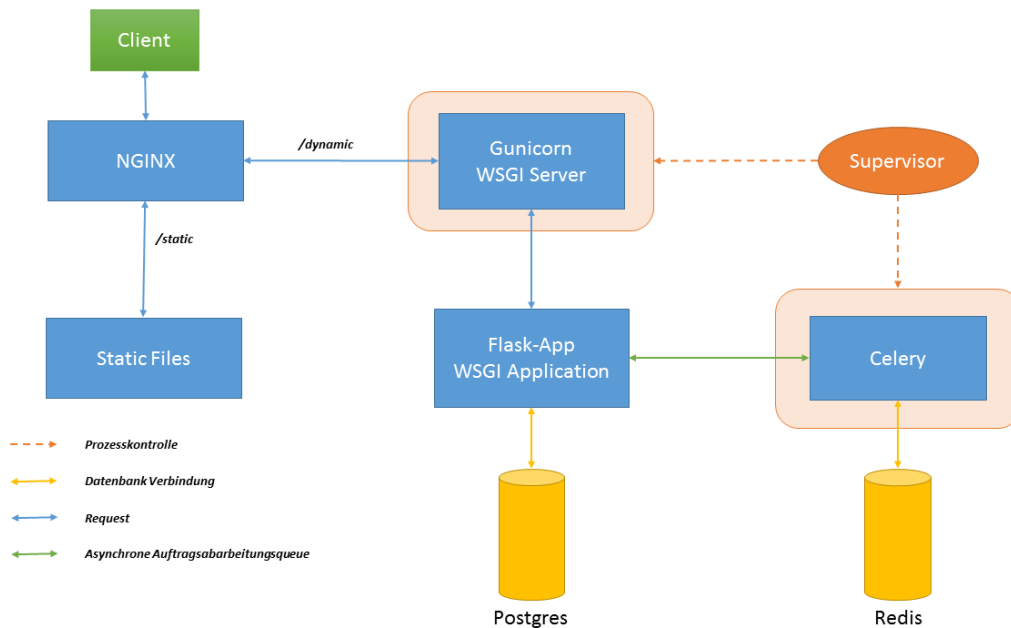 Client
NGINX
/dynamic
Gunicorn
WSGI Server
Supervisor
/static
Static Files
Flask-App
WSGI Application
Celery
Prozesskontrolle
Datenbank Verbindung
Request
Asynchrone Auftragsabarbeitungsqueue
Postgres
Redis